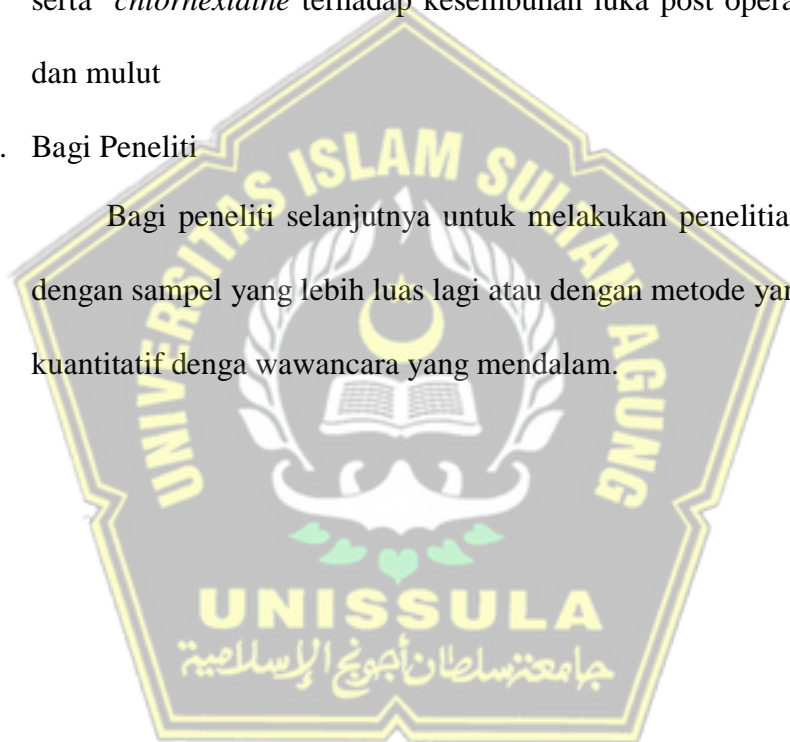 serta chlorhexidine terhadap kesembuhan luka post opera
dan mulut
. Bagi Peneliti
Bagi peneliti selanjutnya untuk melakukan penelitian
dengan sampel yang lebih luas lagi atau dengan metode yan
kuantitatif denga wawancara yang mendalam.
UNIVERSITAS ISLAM SULTAN AGUNG
UNISSULA
جامعة سلطان أجونج الإسلامية